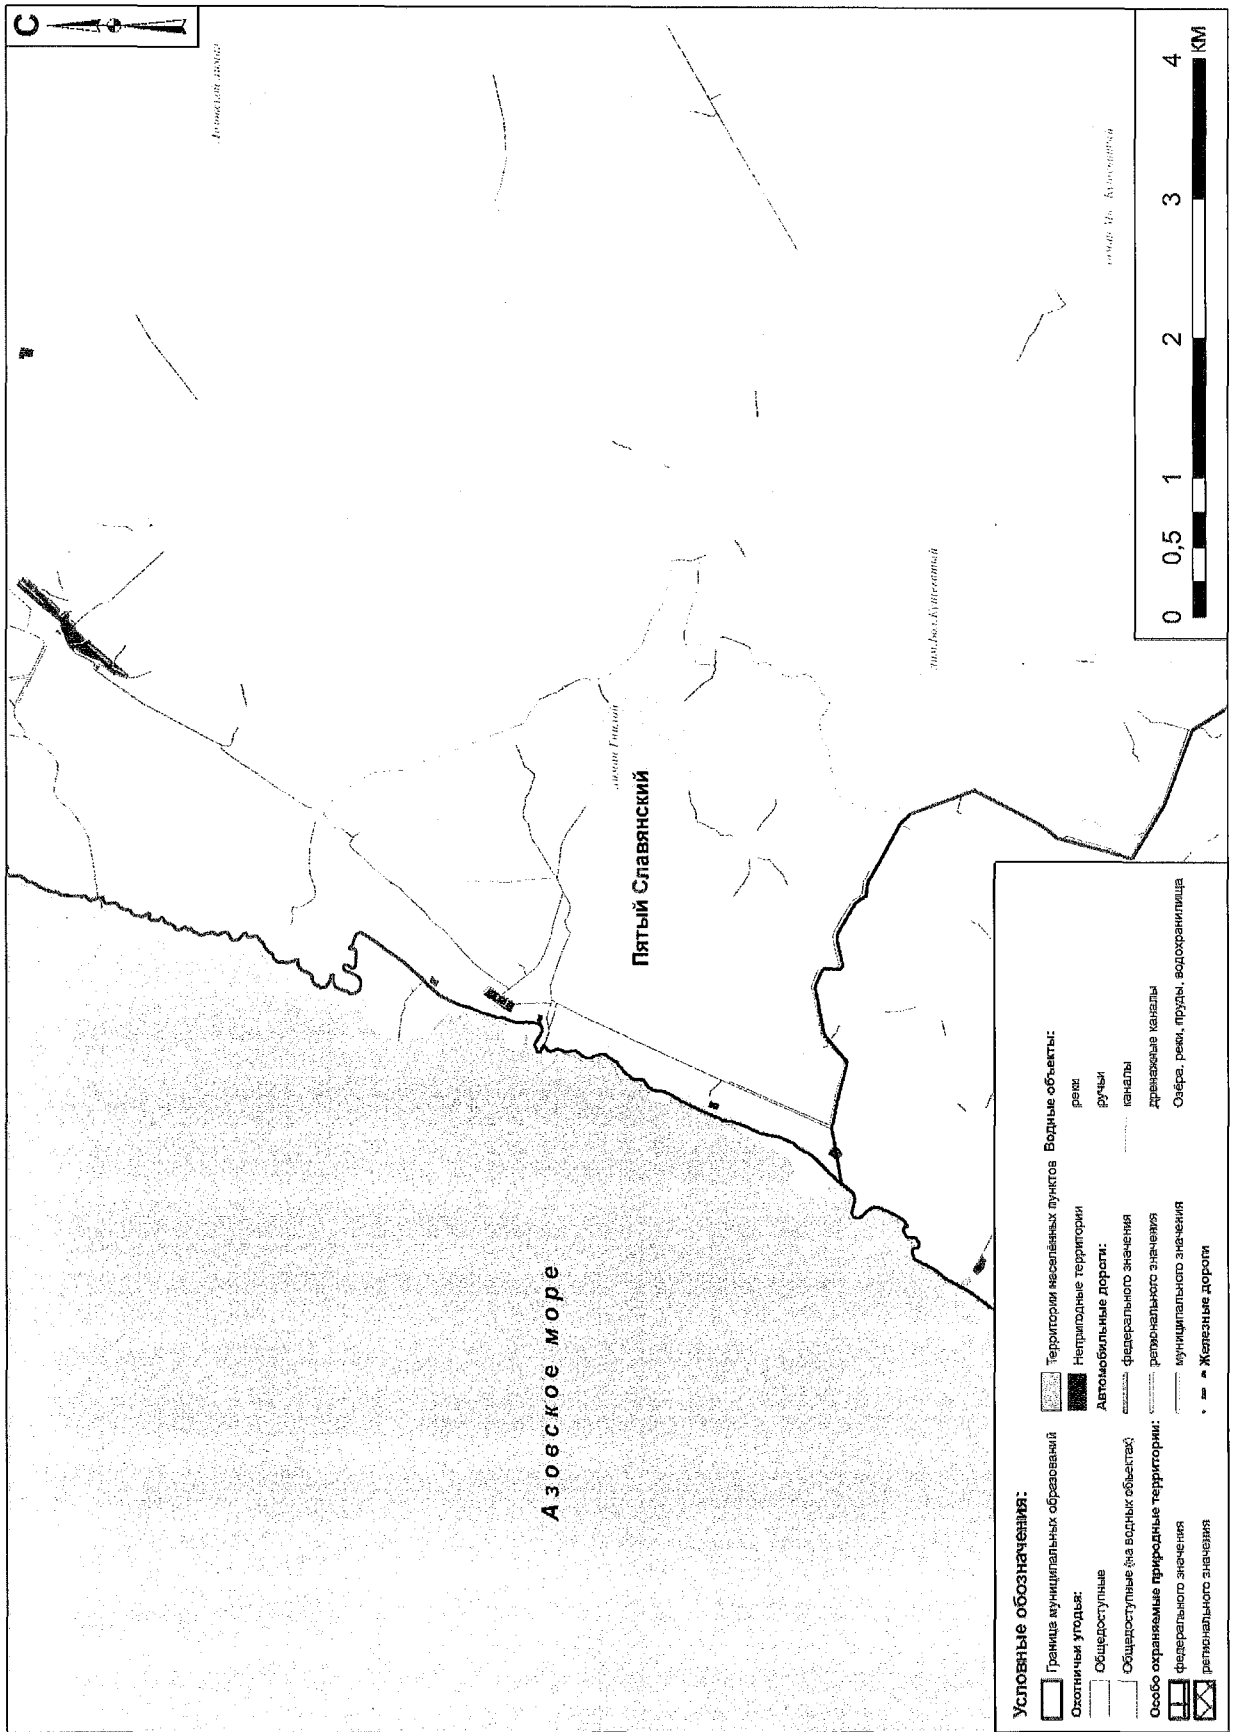 С
Азовское море
Пятый Славянский
0 0,5 1 2 3 4
КМ
Условные обозначения:
Граница муниципальных образований
Охотничьи угодья:
Общедоступные
Общедоступные (на водных объектах)
Особо охраняемые природные территории:
федерального значения
регионального значения
Территории населённых пунктов
Непригодные территории
Автомобильные дороги:
федерального значения
регионального значения
муниципального значения
Железные дороги
Водные объекты:
реки
ручьи
каналы
дренажные каналы
Озёра, реки, пруды, водохранилища